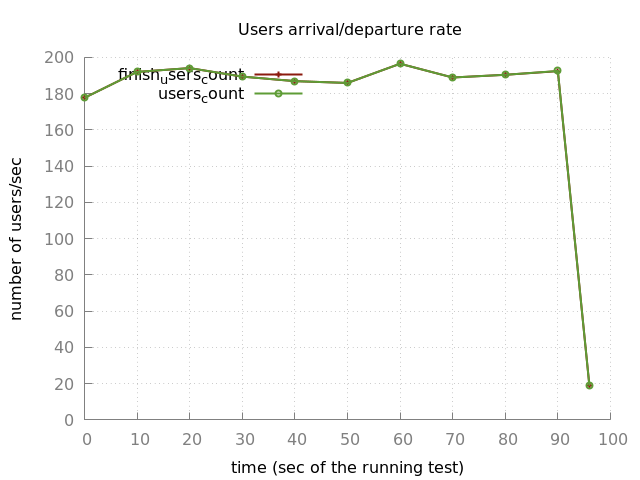 Users arrival/departure rate
number of users/sec
200
180
160
140
120
100
80
60
40
20
0
finish_users_count
users_count
0 10 20 30 40 50 60 70 80 90 100
time (sec of the running test)